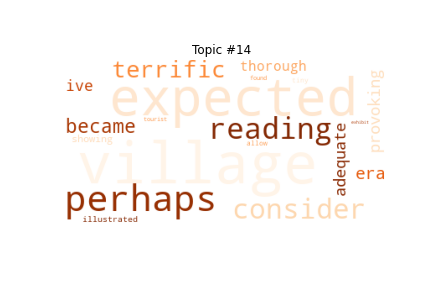 Topic #14
terrific
thorough
found
time
ive
expected
provoking
tourist
exhibit
became
reading
showing
allow
adequate
village
era
perhaps
consider
illustrated